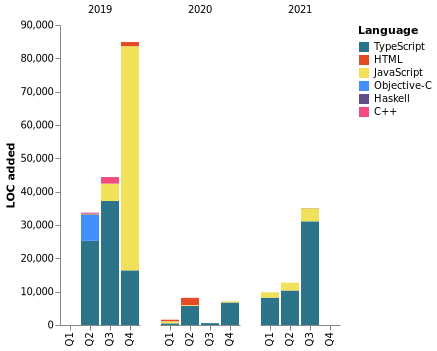 2019 2020 2021
Language
TypeScript
HTML
JavaScript
Objective-C
Haskell
C++
LOC added
90,000
80,000
70,000
60,000
50,000
40,000
30,000
20,000
10,000
0
Q1 Q2 Q3 Q4 Q1 Q2 Q3 Q4 Q1 Q2 Q3 Q4